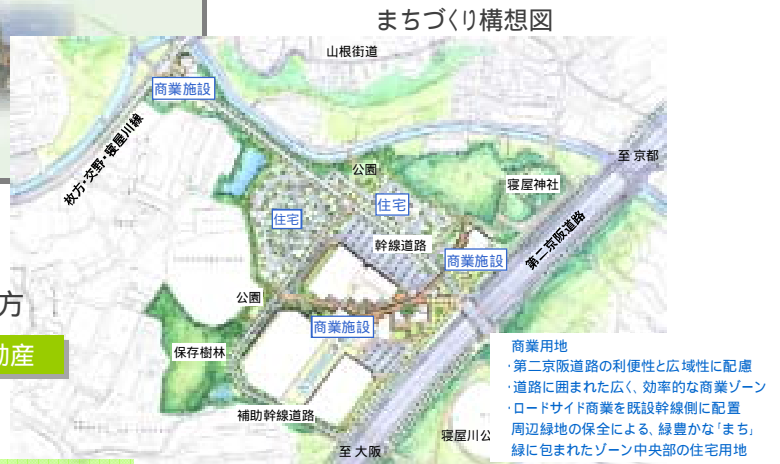 まちづくり構想図
山根街道
商業施設
枚方・交野・寝屋川線
至 京都
公園
寝屋神社
住宅
住宅
第二京阪道路
幹線道路
商業施設
方
公園
商業施設
動産
保存樹林
補助幹線道路
寝屋川公
至 大阪
商業用地
・第二京阪道路の利便性と広域性に配慮
・道路に囲まれた広く、効率的な商業ゾーン
・ロードサイド商業を既設幹線側に配置
周辺緑地の保全による、緑豊かな「まち」
緑に包まれたゾーン中央部の住宅用地